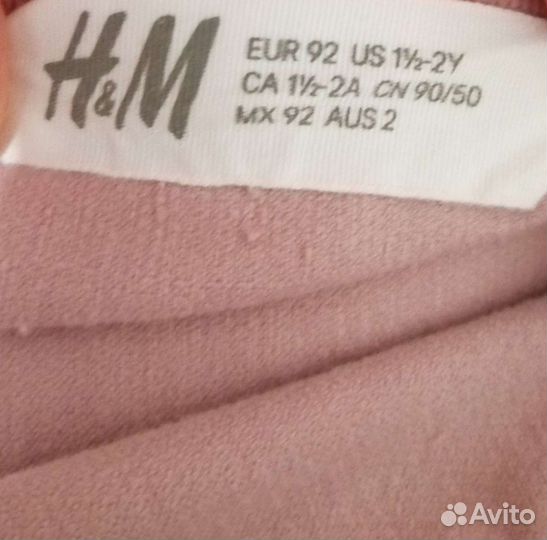 H&M
EUR 92 US 1½-2Y
CA 1½-2A CN 90/50
MX 92 AUS 2
Avito